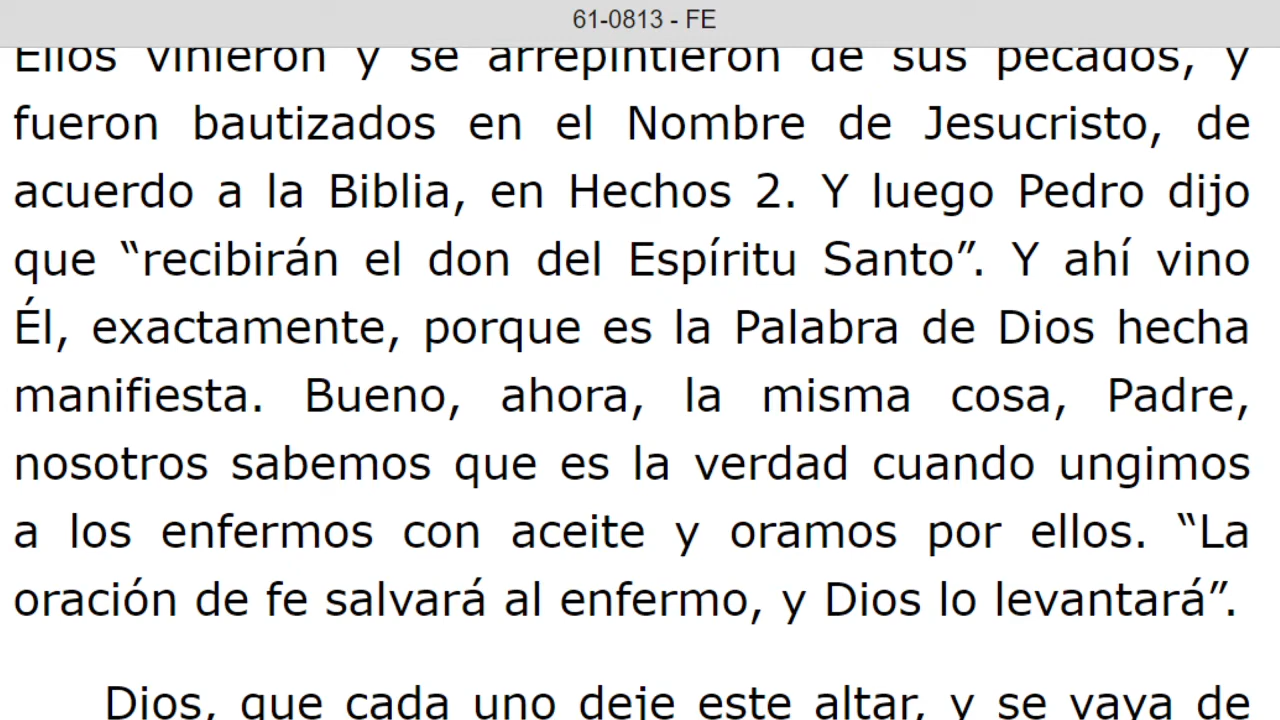 61-0813 - FE
Ellos vinieron y se arrepintieron de sus pecados, y
fueron bautizados en el Nombre de Jesucristo, de
acuerdo a la Biblia, en Hechos 2. Y luego Pedro dijo
que “recibirán el don del Espíritu Santo”. Y ahí vino
Él, exactamente, porque es la Palabra de Dios hecha
manifiesta. Bueno, ahora, la misma cosa, Padre,
nosotros sabemos que es la verdad cuando ungimos
a los enfermos con aceite y oramos por ellos. “La
oración de fe salvará al enfermo, y Dios lo levantará”.
Dios, que cada uno deje este altar, y se vaya de